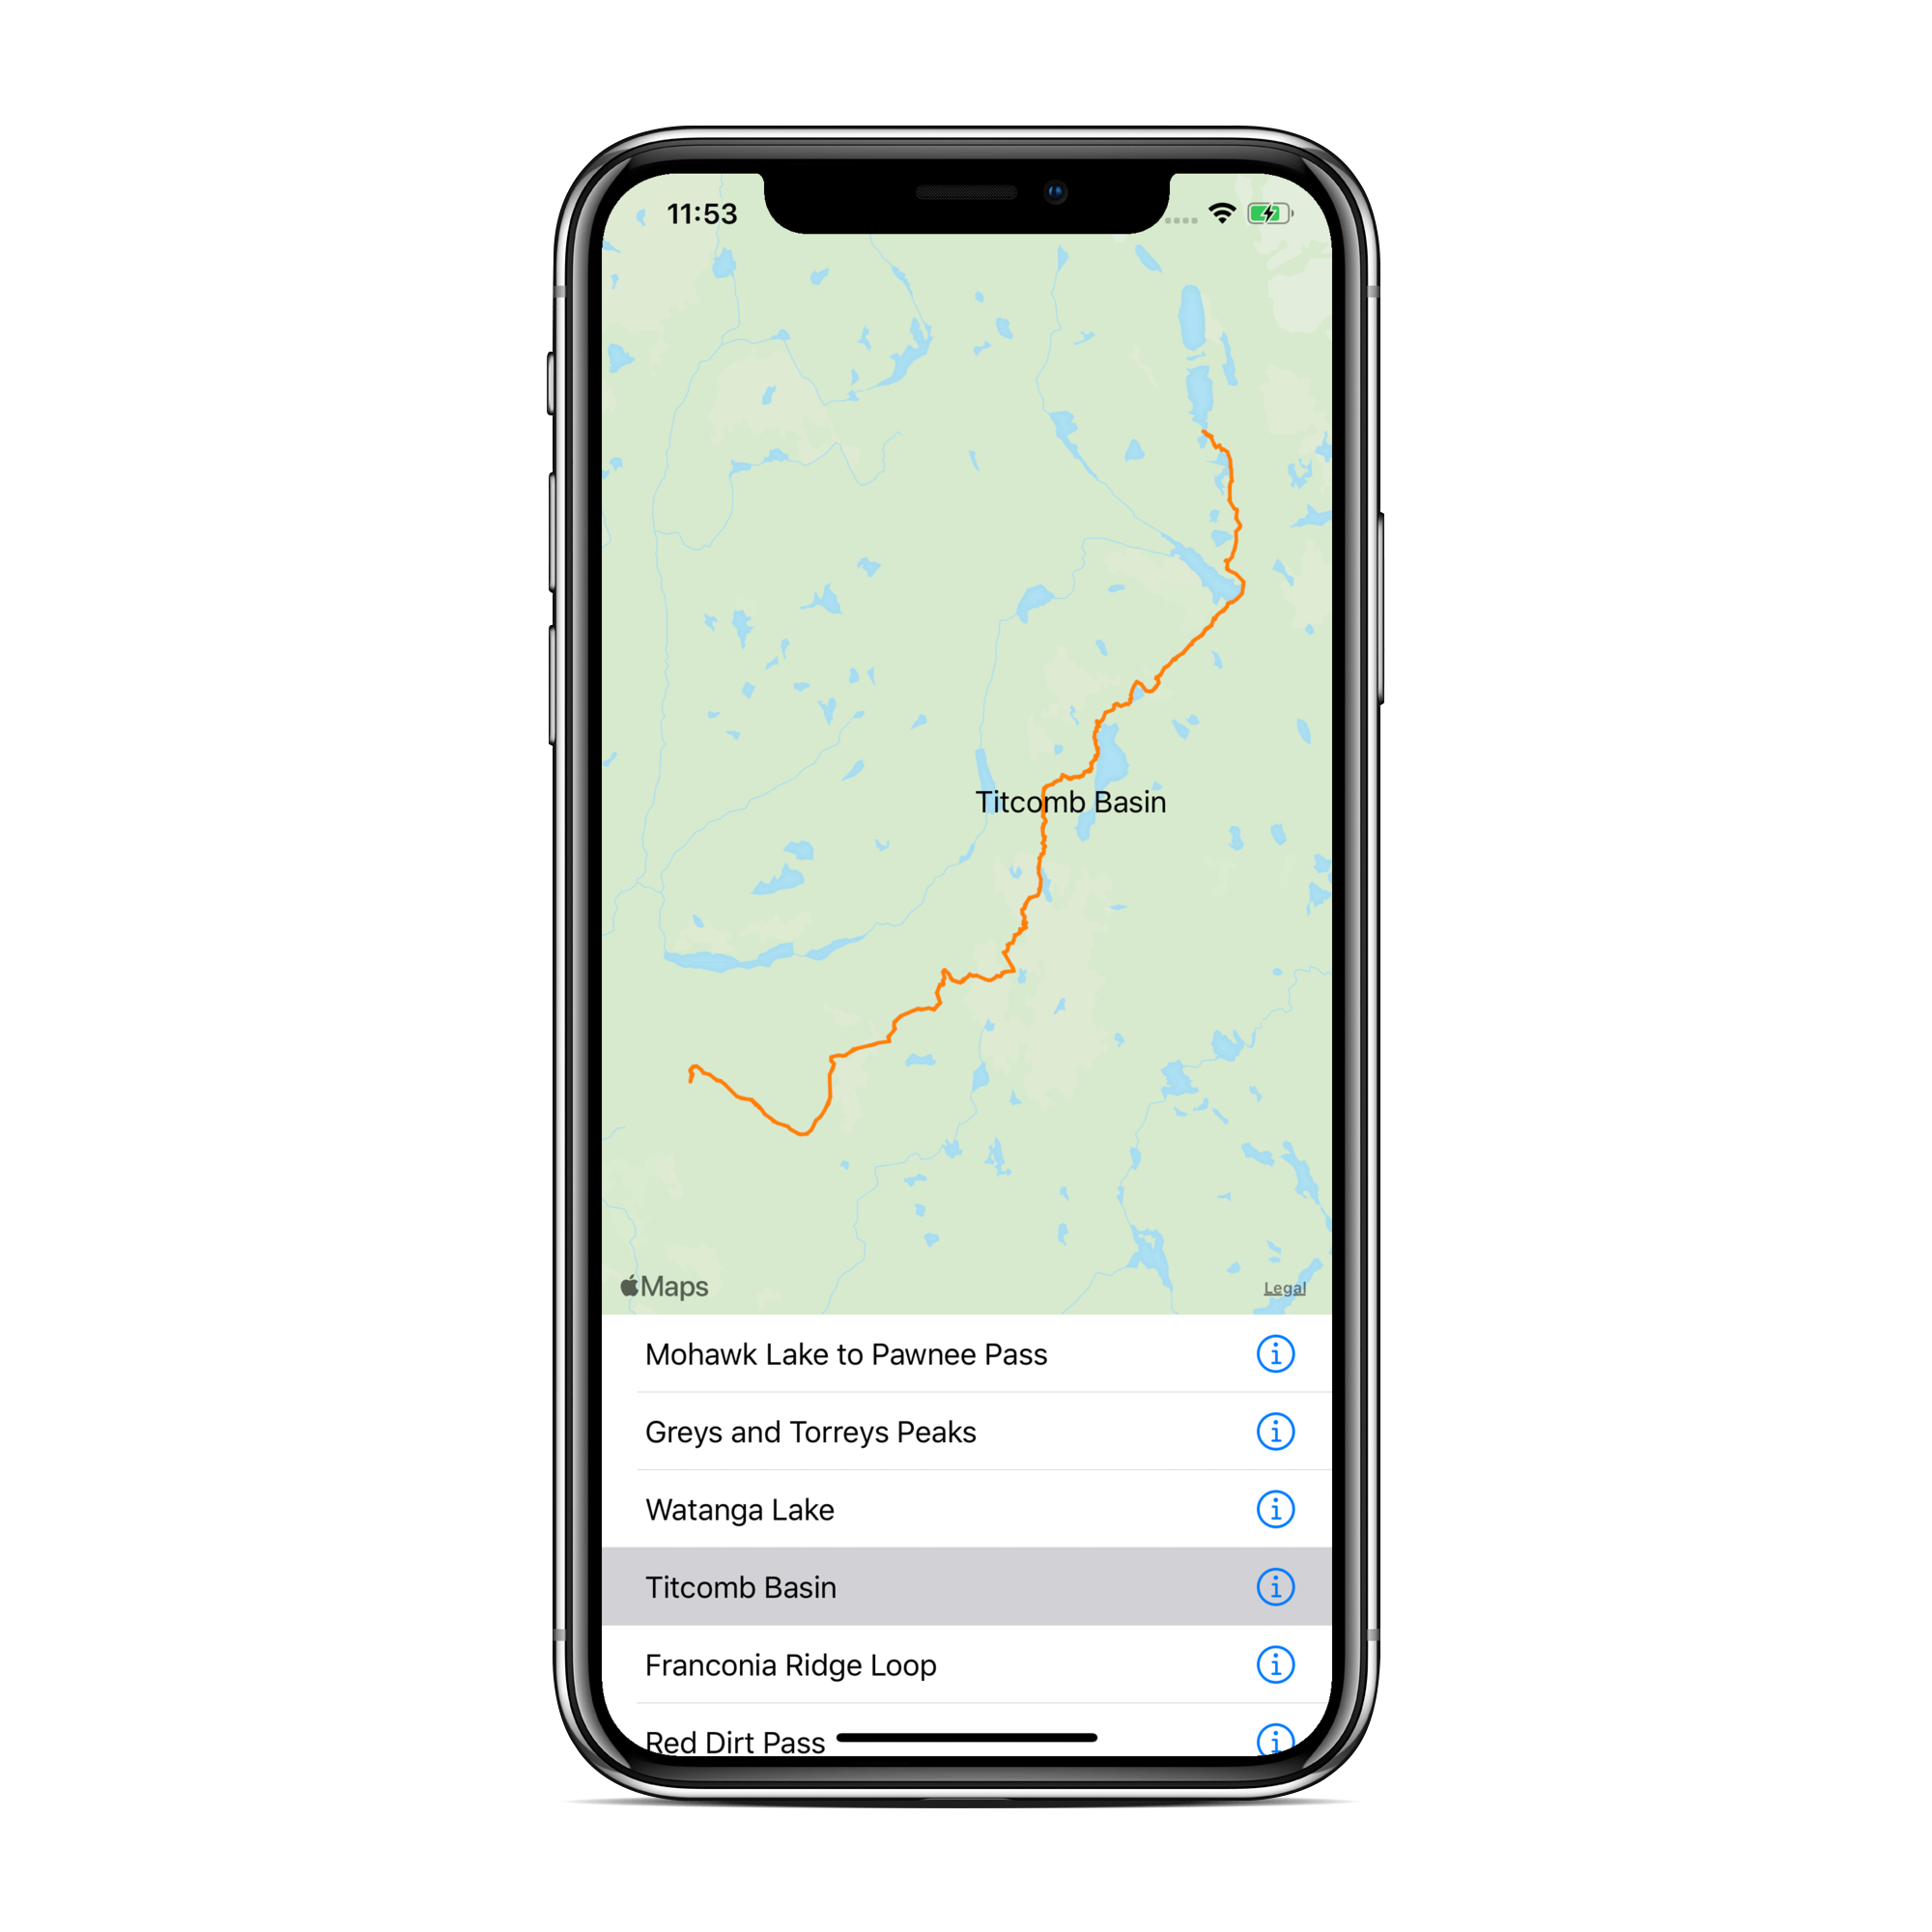 11:53
Titcomb Basin
Maps
Legal
Mohawk Lake to Pawnee Pass
Greys and Torreys Peaks
Watanga Lake
Titcomb Basin
Franconia Ridge Loop
Red Dirt Pass